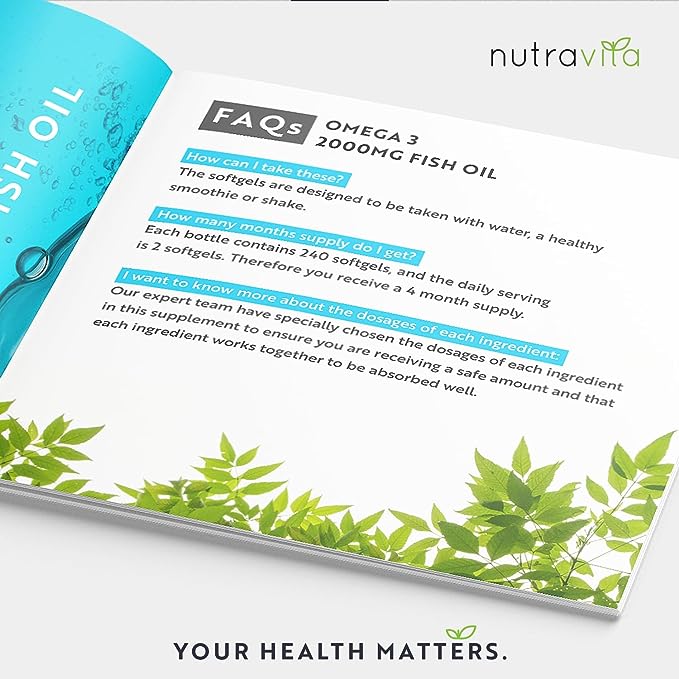 nutravita
ISH OIL
FAQs
OMEGA 3
2000MG FISH OIL
How can I take these?
The softgels are designed to be taken with water, a healthy
smoothie or shake.
How many months supply do I get?
Each bottle contains 240 softgels, and the daily serving
is 2 softgels. Therefore you receive a 4 month supply.
I want to know more about the dosages of each ingredient:
Our expert team have specially chosen the dosages of each ingredient
in this supplement to ensure you are receiving a safe amount and that
each ingredient works together to be absorbed well.
YOUR HEALTH MATTERS.